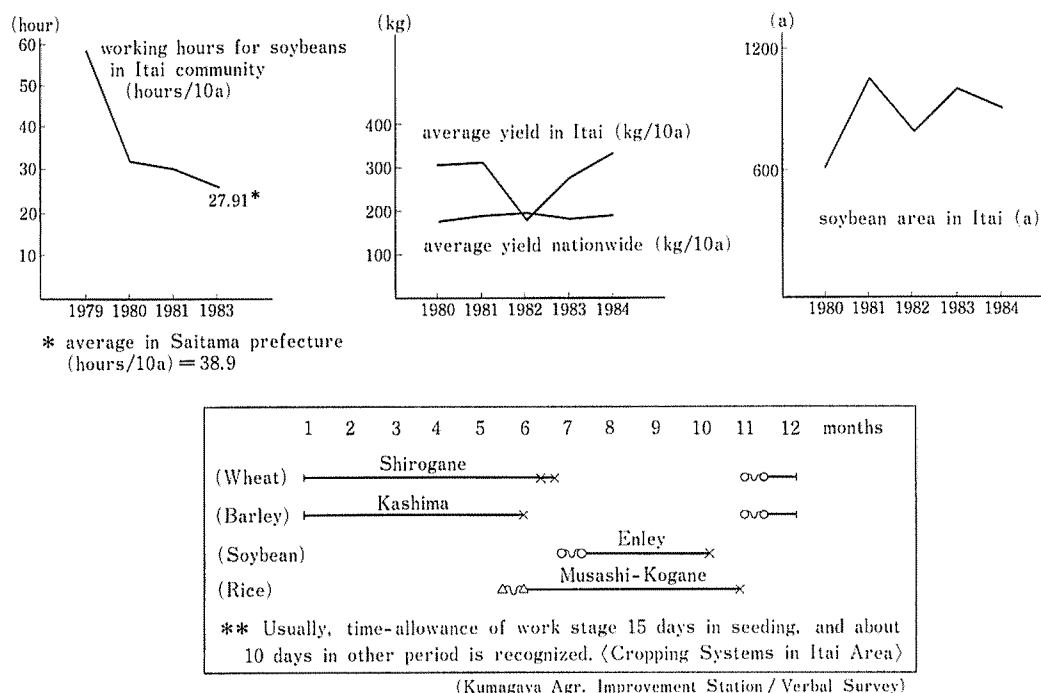 (hour)
60
50
40
30
20
10
working hours for soybeans
in Itai community
(hours/10a)
27.91*
1979 1980 1981 1983
* average in Saitama prefecture
(hours/10a) = 38.9
(kg)
400
300
200
100
average yield in Itai (kg/10a)
average yield nationwide (kg/10a)
1980 1981 1982 1983 1984
(a)
1200
600
soybean area in Itai (a)
1980 1981 1982 1983 1984
1 2 3 4 5 6 7 8 9 10 11 12 months
(Wheat) Shirogane
(Barley) Kashima
(Soybean) Enley
(Rice) Musashi-Kogane
** Usually, time-allowance of work stage 15 days in seeding, and about
10 days in other period is recognized. 〈Cropping Systems in Itai Area〉
(Kumagaya Agr. Improvement Station / Verbal Survey)